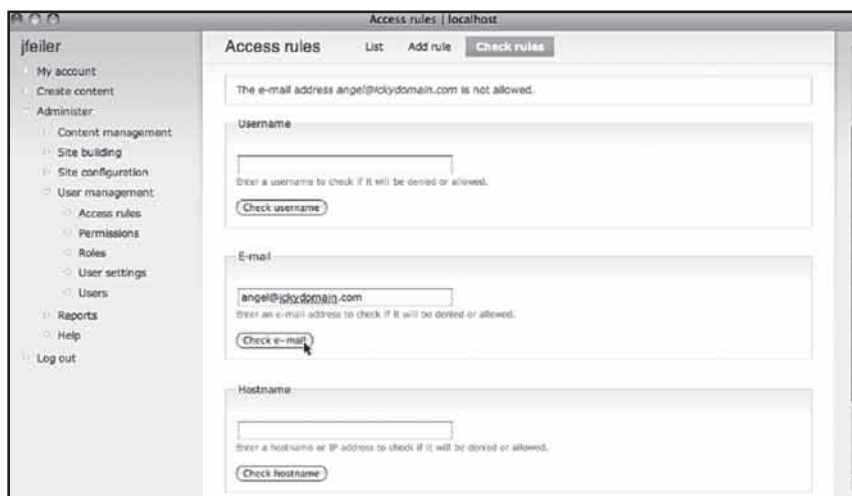 Access rules | localhost
jfeiler
My account
Create content
Administer
Content management
Site building
Site configuration
User management
Access rules
Permissions
Roles
User settings
Users
Reports
Help
Log out
Access rules List Add rule Check rules
The e-mail address angel@ickydomain.com is not allowed.
Username
Enter a username to check if it will be denied or allowed.
Check username
E-mail
angel@ickydomain.com
Enter an e-mail address to check if it will be denied or allowed.
Check e-mail
Hostname
Enter a hostname or IP address to check if it will be denied or allowed.
Check hostname